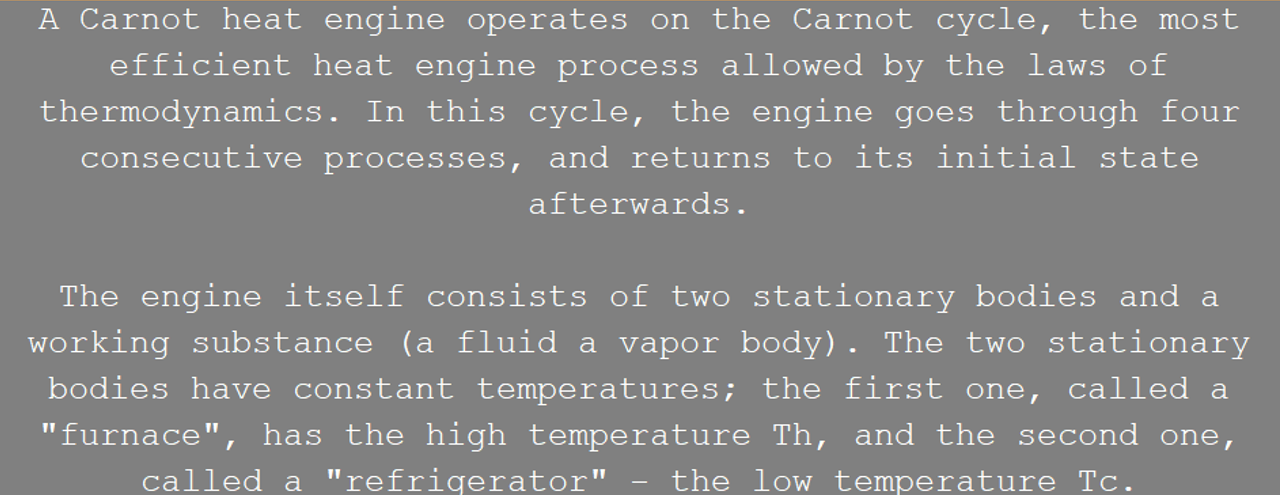 A Carnot heat engine operates on the Carnot cycle, the most
efficient heat engine process allowed by the laws of
thermodynamics. In this cycle, the engine goes through four
consecutive processes, and returns to its initial state
afterwards.
The engine itself consists of two stationary bodies and a
working substance (a fluid a vapor body). The two stationary
bodies have constant temperatures; the first one, called a
"furnace", has the high temperature Th, and the second one,
called a "refrigerator" – the low temperature Tc.